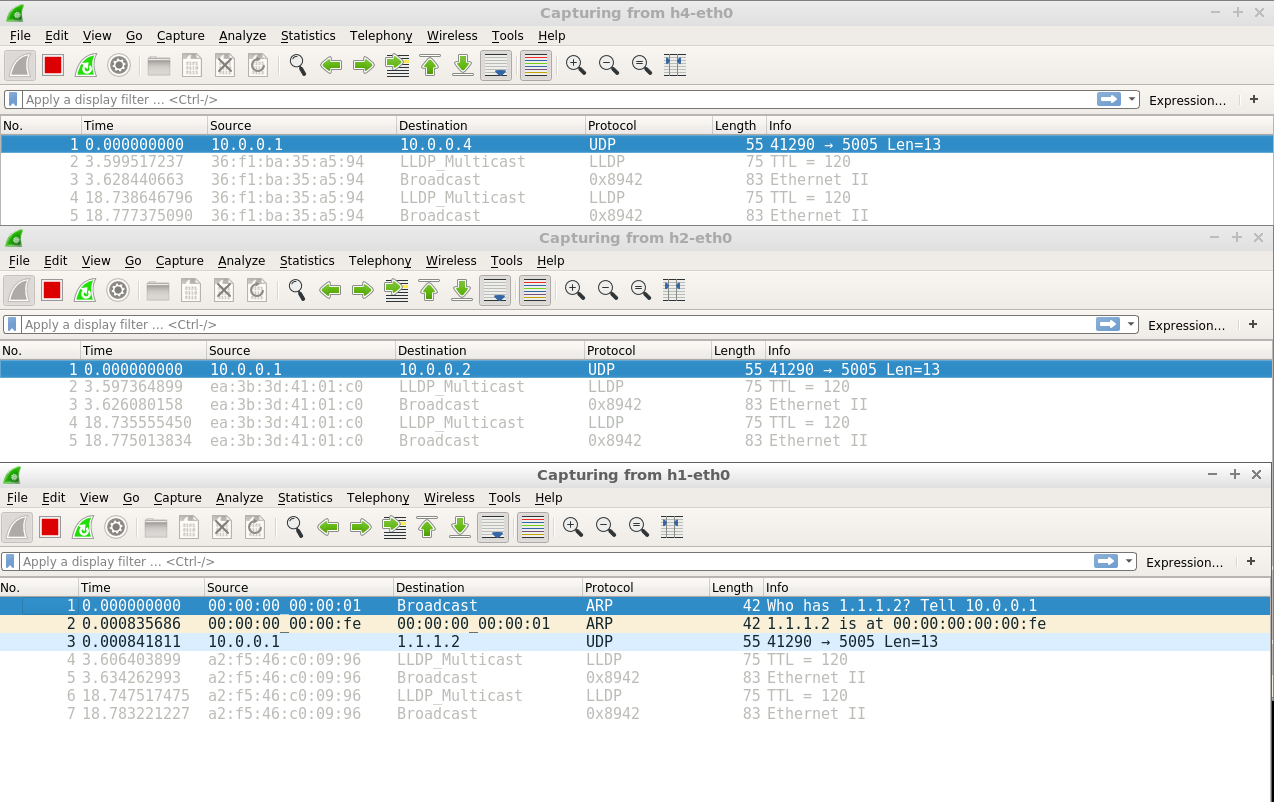 Capturing from h4-eth0
File Edit View Go Capture Analyze Statistics Telephony Wireless Tools Help
Apply a display filter … <Ctrl-/> Expression… +
No. Time Source Destination Protocol Length Info
1 0.000000000 10.0.0.1 10.0.0.4 UDP 55 41290 → 5005 Len=13
2 3.599517237 36:f1:ba:35:a5:94 LLDP_Multicast LLDP 75 TTL = 120
3 3.628440663 36:f1:ba:35:a5:94 Broadcast 0x8942 83 Ethernet II
4 18.738646796 36:f1:ba:35:a5:94 LLDP_Multicast LLDP 75 TTL = 120
5 18.777375090 36:f1:ba:35:a5:94 Broadcast 0x8942 83 Ethernet II
Capturing from h2-eth0
File Edit View Go Capture Analyze Statistics Telephony Wireless Tools Help
Apply a display filter … <Ctrl-/> Expression… +
No. Time Source Destination Protocol Length Info
1 0.000000000 10.0.0.1 10.0.0.2 UDP 55 41290 → 5005 Len=13
2 3.597364899 ea:3b:3d:41:01:c0 LLDP_Multicast LLDP 75 TTL = 120
3 3.626080158 ea:3b:3d:41:01:c0 Broadcast 0x8942 83 Ethernet II
4 18.735555450 ea:3b:3d:41:01:c0 LLDP_Multicast LLDP 75 TTL = 120
5 18.775013834 ea:3b:3d:41:01:c0 Broadcast 0x8942 83 Ethernet II
Capturing from h1-eth0
File Edit View Go Capture Analyze Statistics Telephony Wireless Tools Help
Apply a display filter … <Ctrl-/> Expression… +
No. Time Source Destination Protocol Length Info
1 0.000000000 00:00:00_00:00:01 Broadcast ARP 42 Who has 1.1.1.2? Tell 10.0.0.1
2 0.000835686 00:00:00_00:00:fe 00:00:00_00:00:01 ARP 42 1.1.1.2 is at 00:00:00:00:00:fe
3 0.000841811 10.0.0.1 1.1.1.2 UDP 55 41290 → 5005 Len=13
4 3.606403899 a2:f5:46:c0:09:96 LLDP_Multicast LLDP 75 TTL = 120
5 3.634262993 a2:f5:46:c0:09:96 Broadcast 0x8942 83 Ethernet II
6 18.747517475 a2:f5:46:c0:09:96 LLDP_Multicast LLDP 75 TTL = 120
7 18.783221227 a2:f5:46:c0:09:96 Broadcast 0x8942 83 Ethernet II